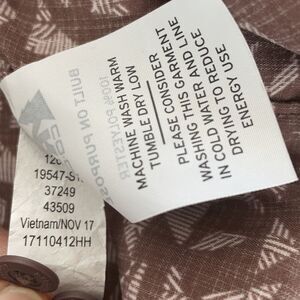 BUILT ON PURPOSE
100% POLYESTER
MACHINE WASH WARM
TUMBLE DRY LOW
PLEASE CONSIDER
WASHING THIS GARMENT
IN COLD WATER AND LINE
DRYING TO REDUCE
ENERGY USE
37249
43509
Vietnam/NOV 17
17110412HH